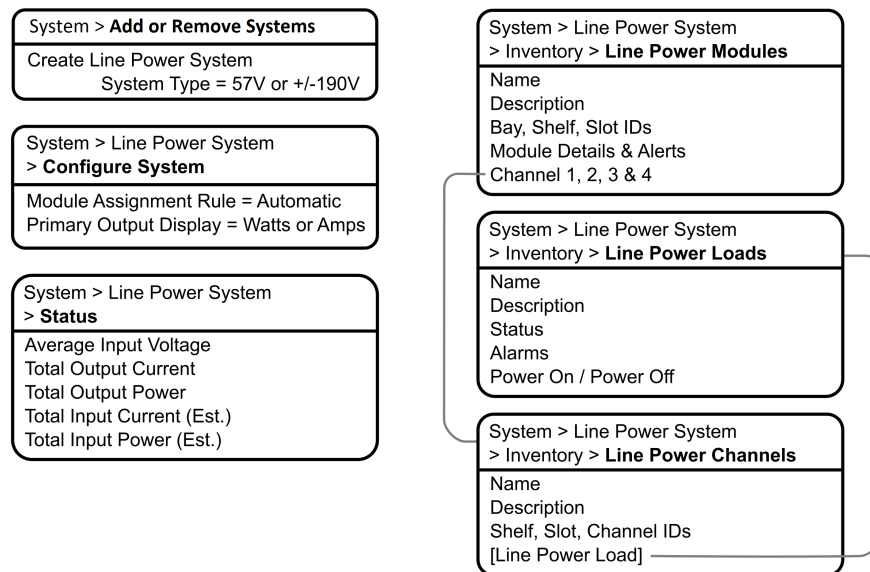 System > Add or Remove Systems
Create Line Power System
System Type = 57V or +/-190V
System > Line Power System
> Configure System
Module Assignment Rule = Automatic
Primary Output Display = Watts or Amps
System > Line Power System
> Status
Average Input Voltage
Total Output Current
Total Output Power
Total Input Current (Est.)
Total Input Power (Est.)
System > Line Power System
> Inventory > Line Power Modules
Name
Description
Bay, Shelf, Slot IDs
Module Details & Alerts
Channel 1, 2, 3 & 4
System > Line Power System
> Inventory > Line Power Loads
Name
Description
Status
Alarms
Power On / Power Off
System > Line Power System
> Inventory > Line Power Channels
Name
Description
Shelf, Slot, Channel IDs
[Line Power Load]